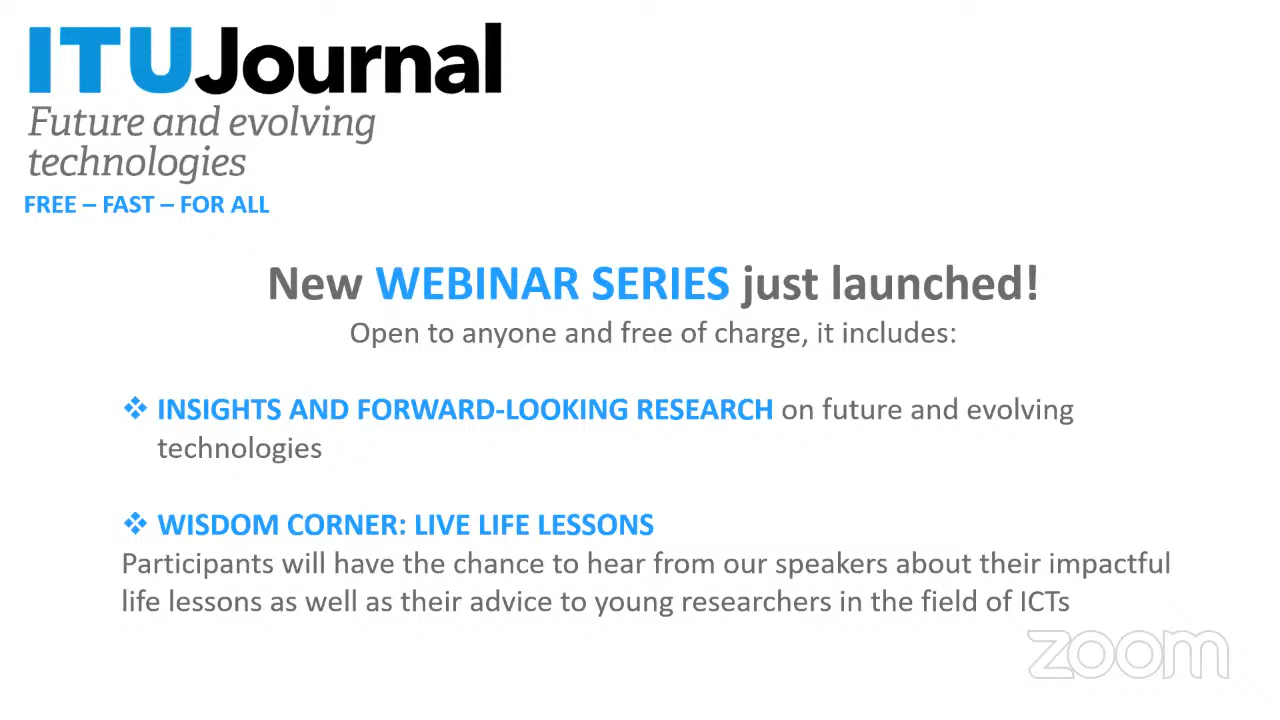 ITUJournal
Future and evolving
technologies
FREE – FAST – FOR ALL
New WEBINAR SERIES just launched!
Open to anyone and free of charge, it includes:
❖ INSIGHTS AND FORWARD-LOOKING RESEARCH on future and evolving
technologies
❖ WISDOM CORNER: LIVE LIFE LESSONS
Participants will have the chance to hear from our speakers about their impactful
life lessons as well as their advice to young researchers in the field of ICTs
zoom